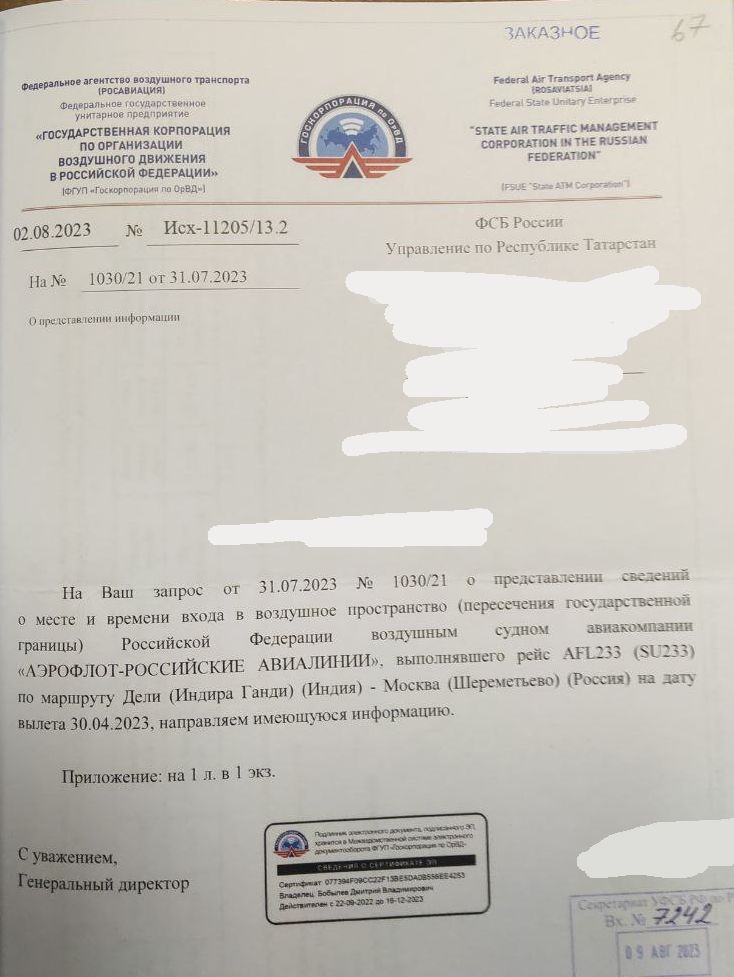 ЗАКАЗНОЕ
67
Федеральное агентство воздушного транспорта
(РОСАВИАЦИЯ)
Федеральное государственное
унитарное предприятие
«ГОСУДАРСТВЕННАЯ КОРПОРАЦИЯ
ПО ОРГАНИЗАЦИИ
ВОЗДУШНОГО ДВИЖЕНИЯ
В РОССИЙСКОЙ ФЕДЕРАЦИИ»
(ФГУП «Госкорпорация по ОрВД»)
ГОСКОРПОРАЦИЯ по ОрВД
Federal Air Transport Agency
(ROSAVIATSIA)
Federal State Unitary Enterprise
"STATE AIR TRAFFIC MANAGEMENT
CORPORATION IN THE RUSSIAN
FEDERATION"
(FSUE "State ATM Corporation")
02.08.2023 № Исх-11205/13.2
На № 1030/21 от 31.07.2023
О представлении информации
ФСБ России
Управление по Республике Татарстан
На Ваш запрос от 31.07.2023 № 1030/21 о представлении сведений
о месте и времени входа в воздушное пространство (пересечения государственной
границы) Российской Федерации воздушным судном авиакомпании
«АЭРОФЛОТ-РОССИЙСКИЕ АВИАЛИНИИ», выполнявшего рейс AFL233 (SU233)
по маршруту Дели (Индира Ганди) (Индия) - Москва (Шереметьево) (Россия) на дату
вылета 30.04.2023, направляем имеющуюся информацию.
Приложение: на 1 л. в 1 экз.
С уважением,
Генеральный директор
Подлинник электронного документа, подписанного ЭП,
хранится в Межведомственной системе электронного
документооборота ФГУП «Госкорпорация по ОрВД»
СВЕДЕНИЯ О СЕРТИФИКАТЕ ЭП
Сертификат
Владелец Бобылев Дмитрий Владимирович
Действителен с 22-09-2022 до 16-12-2023
Секретариат УФСБ РФ по Р
Вх. № 7242
09 АВГ 2023